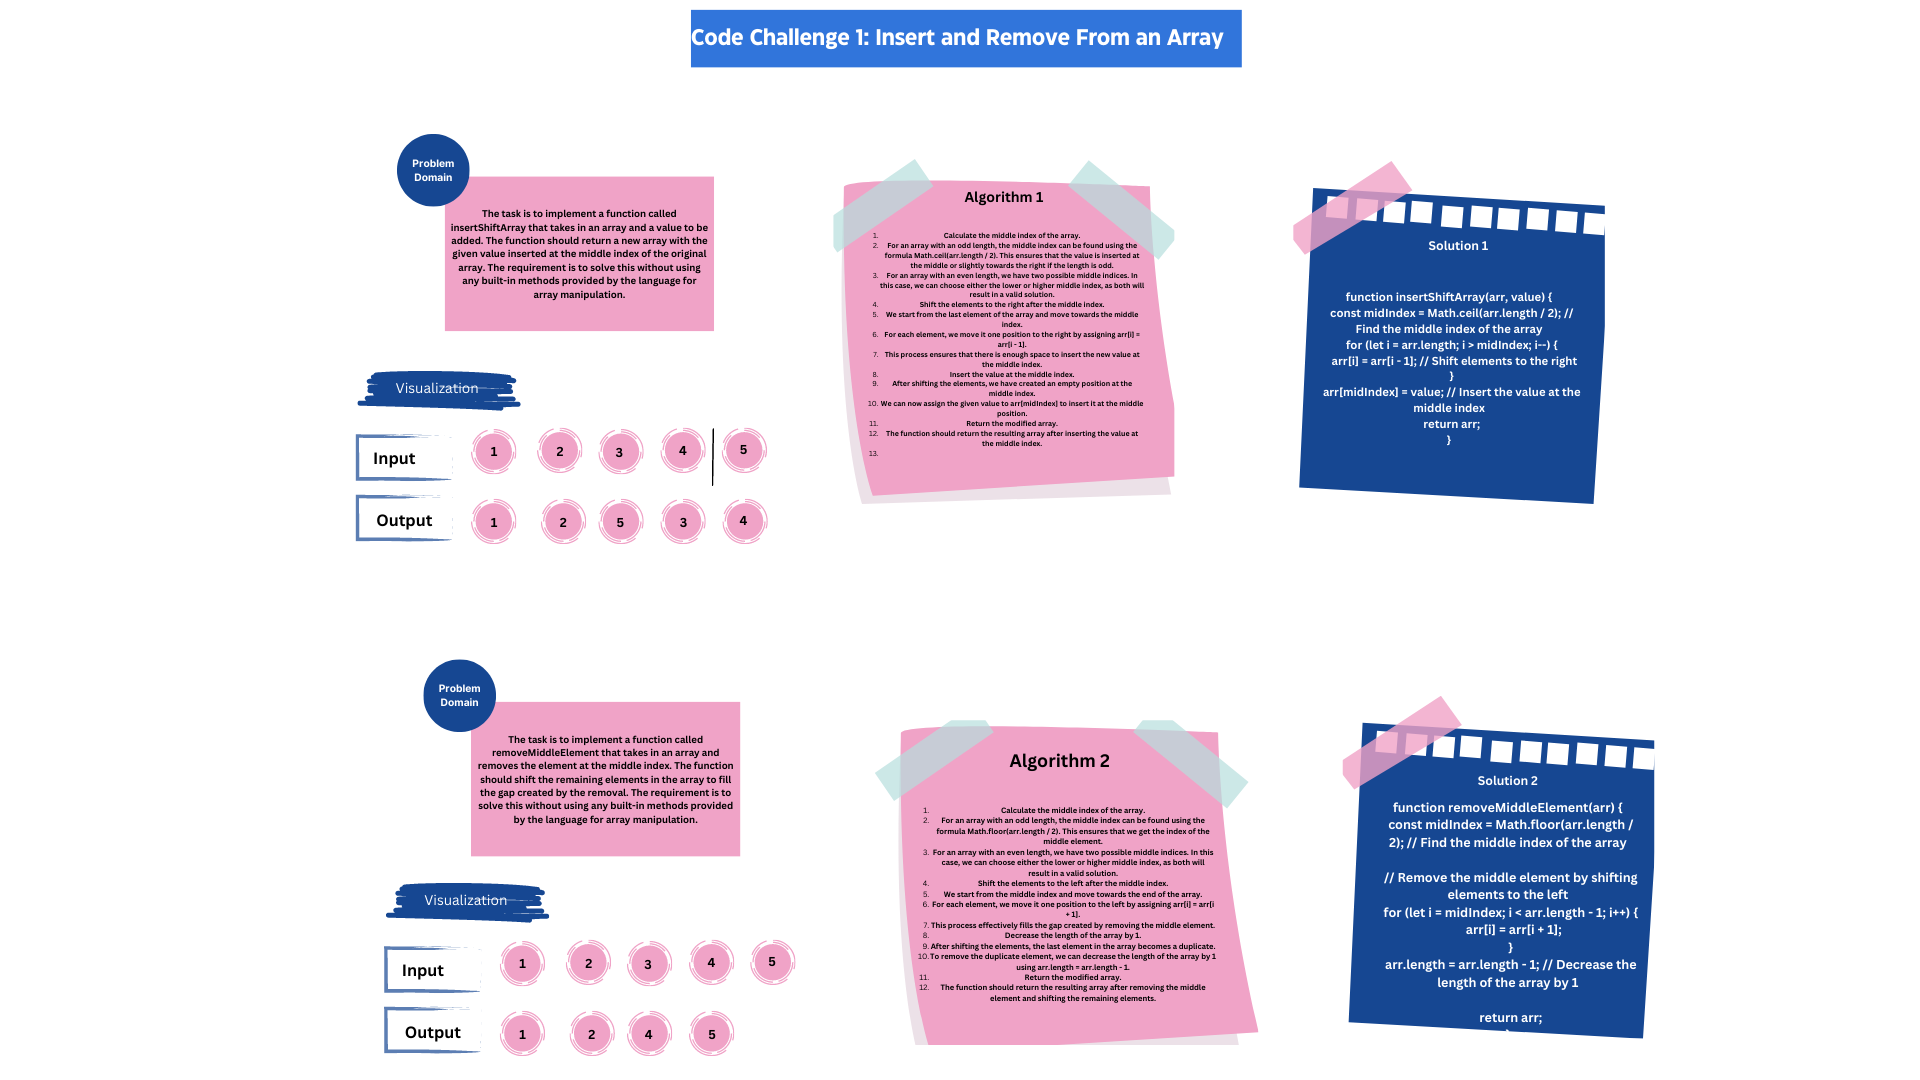 Code Challenge 1: Insert and Remove From an Array
Problem
Domain
The task is to implement a function called
insertShiftArray that takes in an array and a value to be
added. The function should return a new array with the
given value inserted at the middle index of the original
array. The requirement is to solve this without using
any built-in methods provided by the language for
array manipulation.
Visualization
Input
1 2 3 4 5
Output
1 2 5 3 4
Algorithm 1
1. Calculate the middle index of the array.
2. For an array with an odd length, the middle index can be found using the
formula Math.ceil(arr.length / 2). This ensures that the value is inserted at
the middle or slightly towards the right if the length is odd.
3. For an array with an even length, we have two possible middle indices. In
this case, we can choose either the lower or higher middle index, as both will
result in a valid solution.
4. Shift the elements to the right after the middle index.
5. We start from the last element of the array and move towards the middle
index.
6. For each element, we move it one position to the right by assigning arr[i] =
arr[i - 1].
7. This process ensures that there is enough space to insert the new value at
the middle index.
8. Insert the value at the middle index.
9. After shifting the elements, we have created an empty position at the
middle index.
10. We can now assign the given value to arr[midIndex] to insert it at the middle
position.
11. Return the modified array.
12. The function should return the resulting array after inserting the value at
the middle index.
13.
Solution 1
function insertShiftArray(arr, value) {
const midIndex = Math.ceil(arr.length / 2); //
Find the middle index of the array
for (let i = arr.length; i > midIndex; i--) {
arr[i] = arr[i - 1]; // Shift elements to the right
}
arr[midIndex] = value; // Insert the value at the
middle index
return arr;
}
Problem
Domain
The task is to implement a function called
removeMiddleElement that takes in an array and
removes the element at the middle index. The function
should shift the remaining elements in the array to fill
the gap created by the removal. The requirement is to
solve this without using any built-in methods provided
by the language for array manipulation.
Visualization
Input
1 2 3 4 5
Output
1 2 4 5
Algorithm 2
1. Calculate the middle index of the array.
2. For an array with an odd length, the middle index can be found using the
formula Math.floor(arr.length / 2). This ensures that we get the index of the
middle element.
3. For an array with an even length, we have two possible middle indices. In this
case, we can choose either the lower or higher middle index, as both will
result in a valid solution.
4. Shift the elements to the left after the middle index.
5. We start from the middle index and move towards the end of the array.
6. For each element, we move it one position to the left by assigning arr[i] = arr[i
+ 1].
7. This process effectively fills the gap created by removing the middle element.
8. Decrease the length of the array by 1.
9. After shifting the elements, the last element in the array becomes a duplicate.
10. To remove the duplicate element, we can decrease the length of the array by 1
using arr.length = arr.length - 1.
11. Return the modified array.
12. The function should return the resulting array after removing the middle
element and shifting the remaining elements.
Solution 2
function removeMiddleElement(arr) {
const midIndex = Math.floor(arr.length /
2); // Find the middle index of the array
// Remove the middle element by shifting
elements to the left
for (let i = midIndex; i < arr.length - 1; i++) {
arr[i] = arr[i + 1];
}
arr.length = arr.length - 1; // Decrease the
length of the array by 1
return arr;